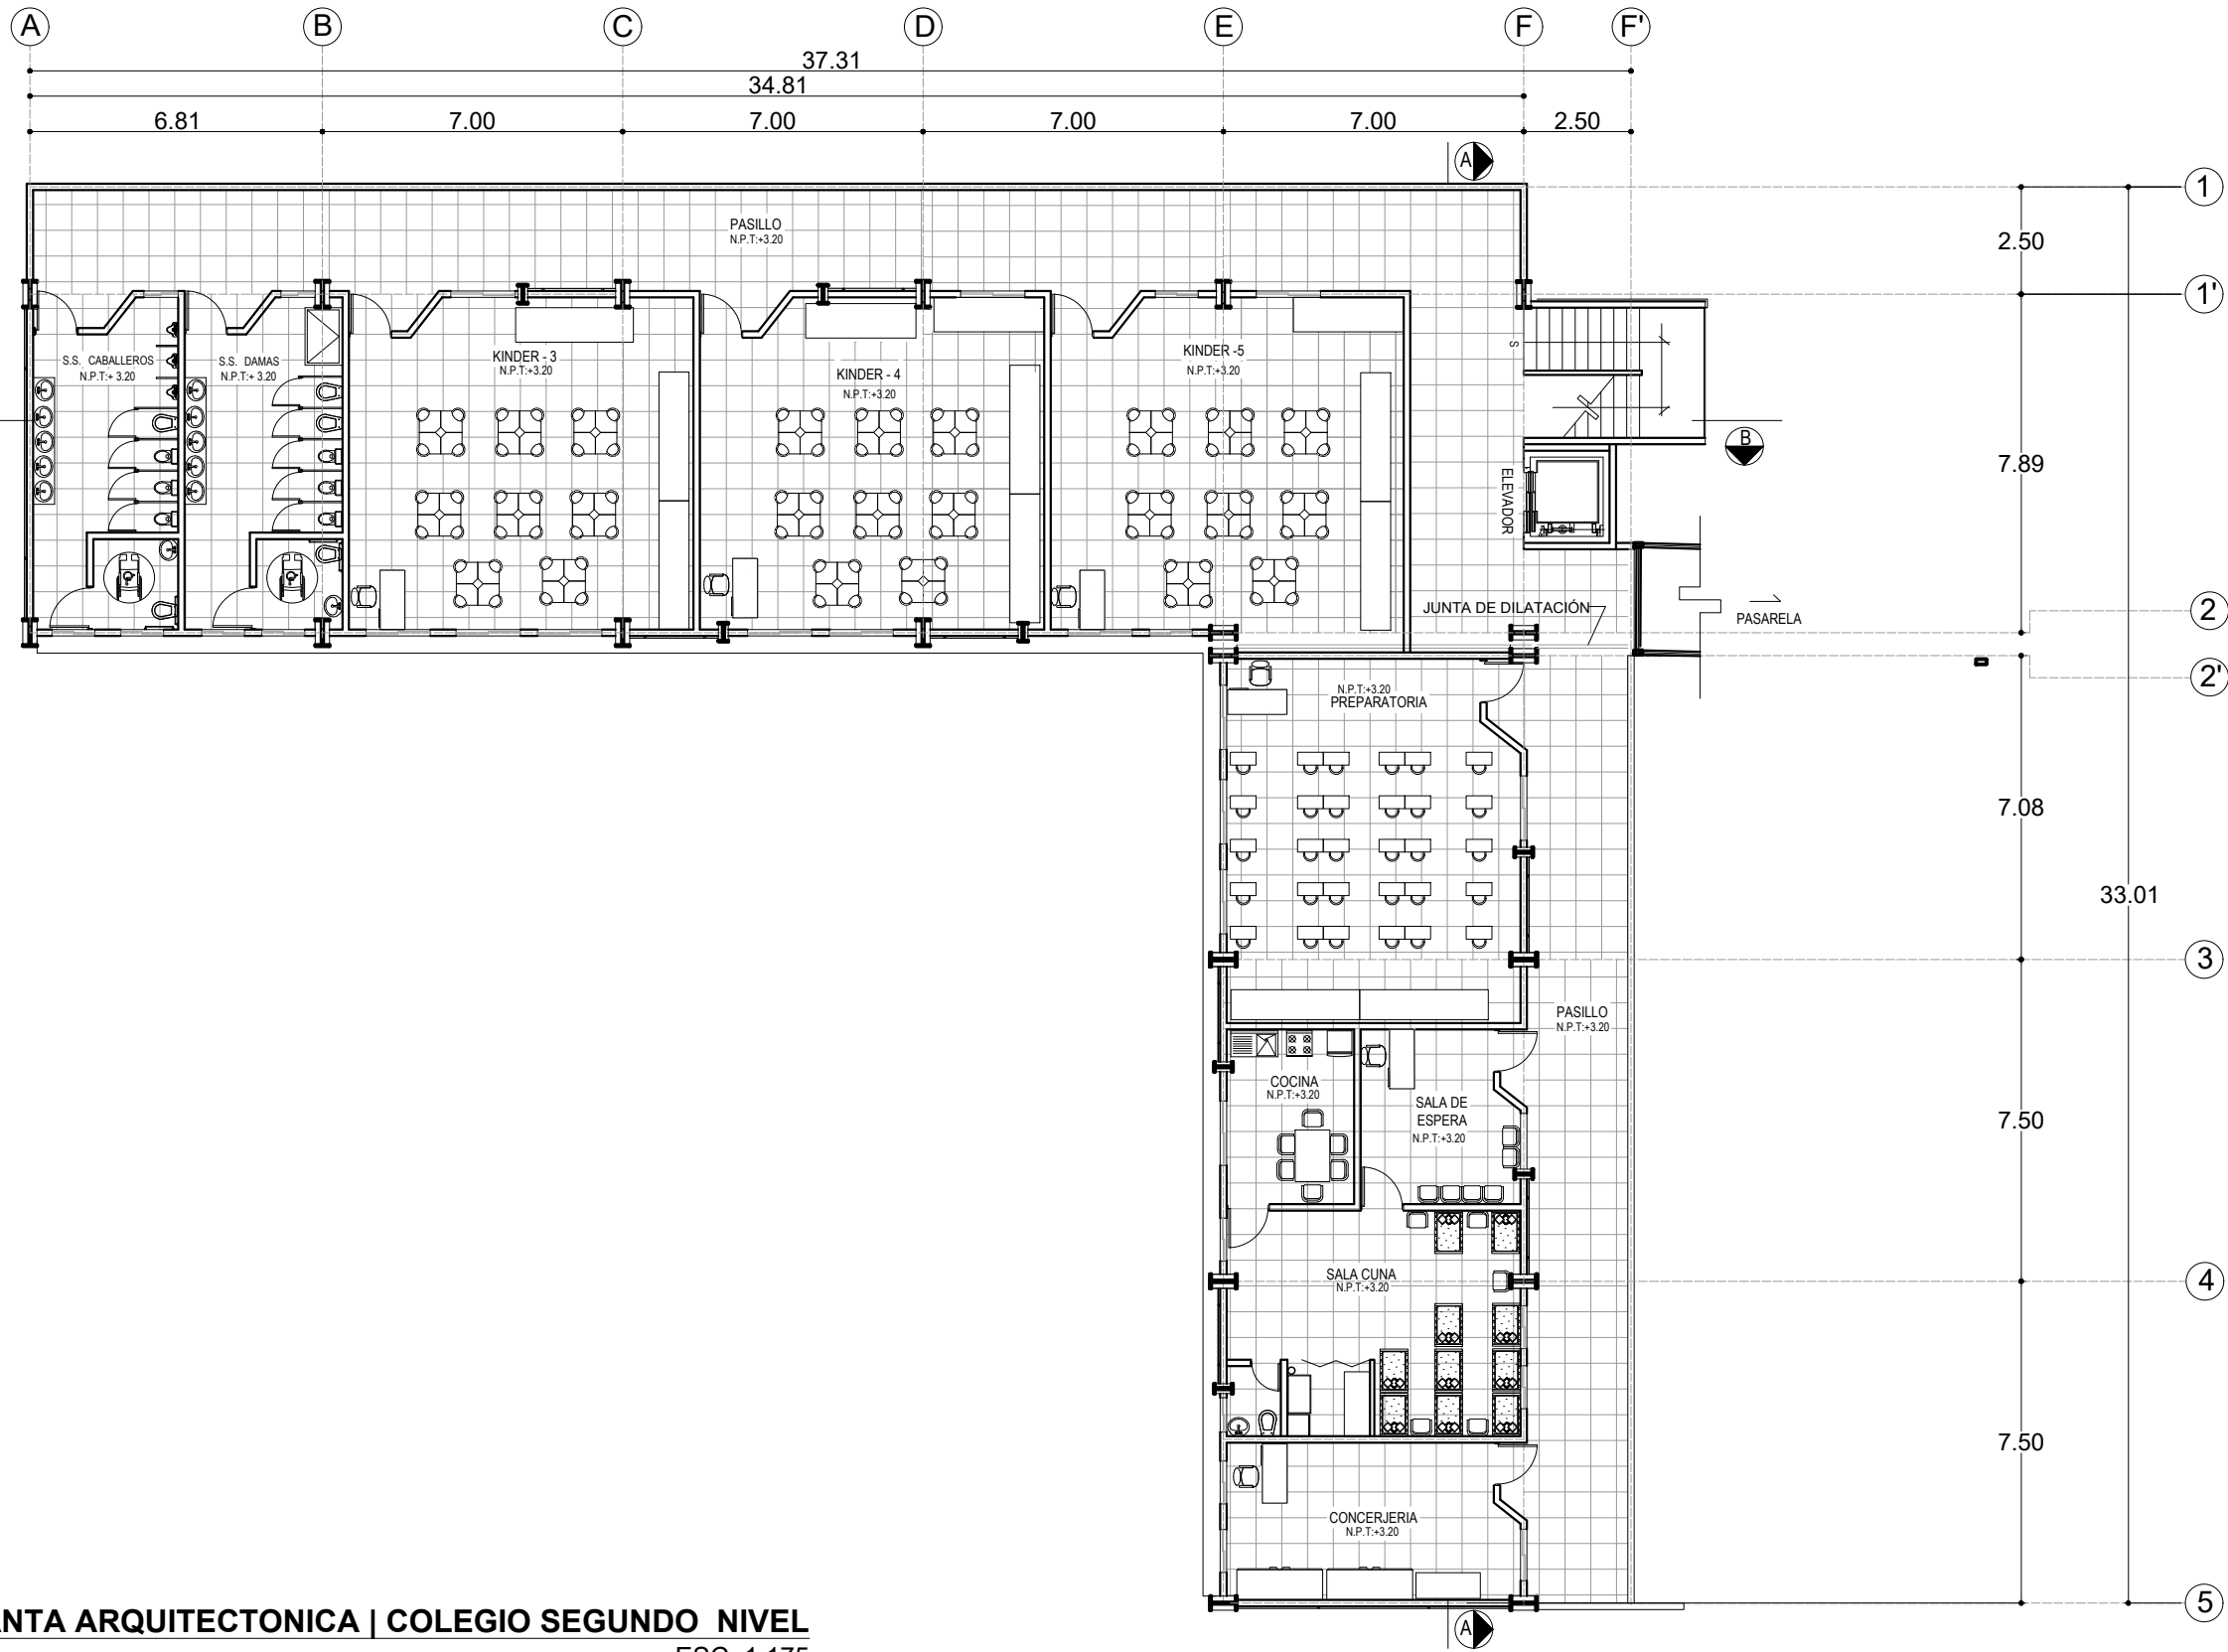 A B C D E F F'
37.31
34.81
6.81 7.00 7.00 7.00 7.00 2.50
A
1
PASILLO
N.P.T:+3.20
2.50
1'
S.S. CABALLEROS
N.P.T:+ 3.20
S.S. DAMAS
N.P.T:+ 3.20
KINDER - 3
N.P.T:+3.20
KINDER - 4
N.P.T:+3.20
KINDER -5
N.P.T:+3.20
S
B
7.89
ELEVADOR
JUNTA DE DILATACIÓN
PASARELA
2
2'
N.P.T:+3.20
PREPARATORIA
7.08
33.01
3
PASILLO
N.P.T:+3.20
COCINA
N.P.T:+3.20
SALA DE
ESPERA
N.P.T:+3.20
7.50
SALA CUNA
N.P.T:+3.20
4
7.50
CONCERJERIA
N.P.T:+3.20
5
A
ANTA ARQUITECTONICA | COLEGIO SEGUNDO NIVEL